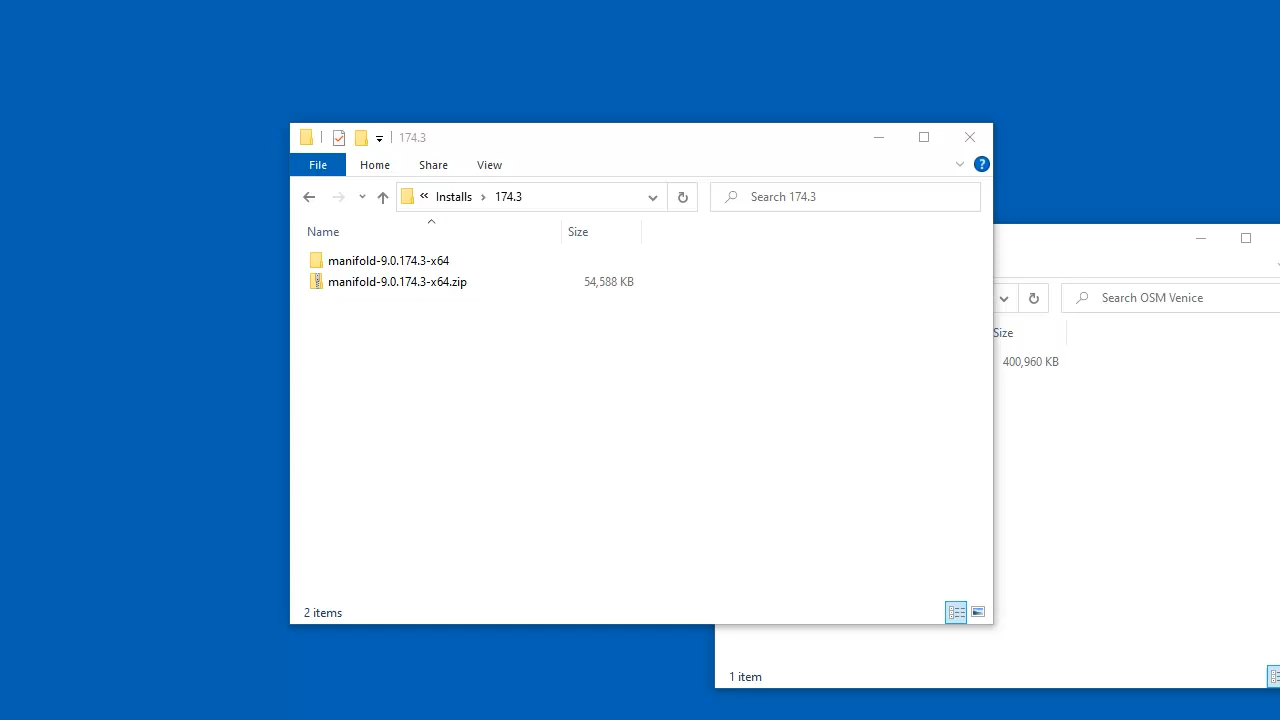 174.3
File Home Share View ?
« Installs > 174.3 Search 174.3
Name Size
manifold-9.0.174.3-x64
manifold-9.0.174.3-x64.zip 54,588 KB
2 items
Search OSM Venice
Size
400,960 KB
1 item